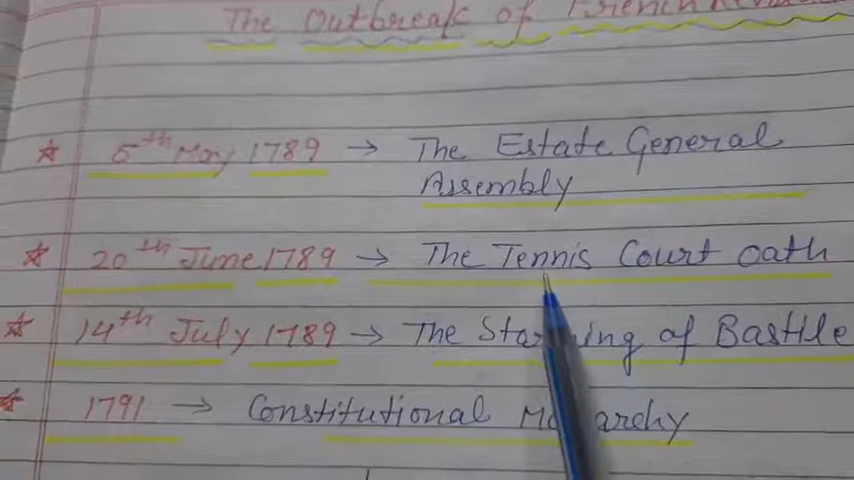 The Outbreak of French
5th May 1789 → The Estate General
Assembly
20th June 1789 → The Tennis Court oath
14th July 1789 → The of Bastille
1791 → Constitutional